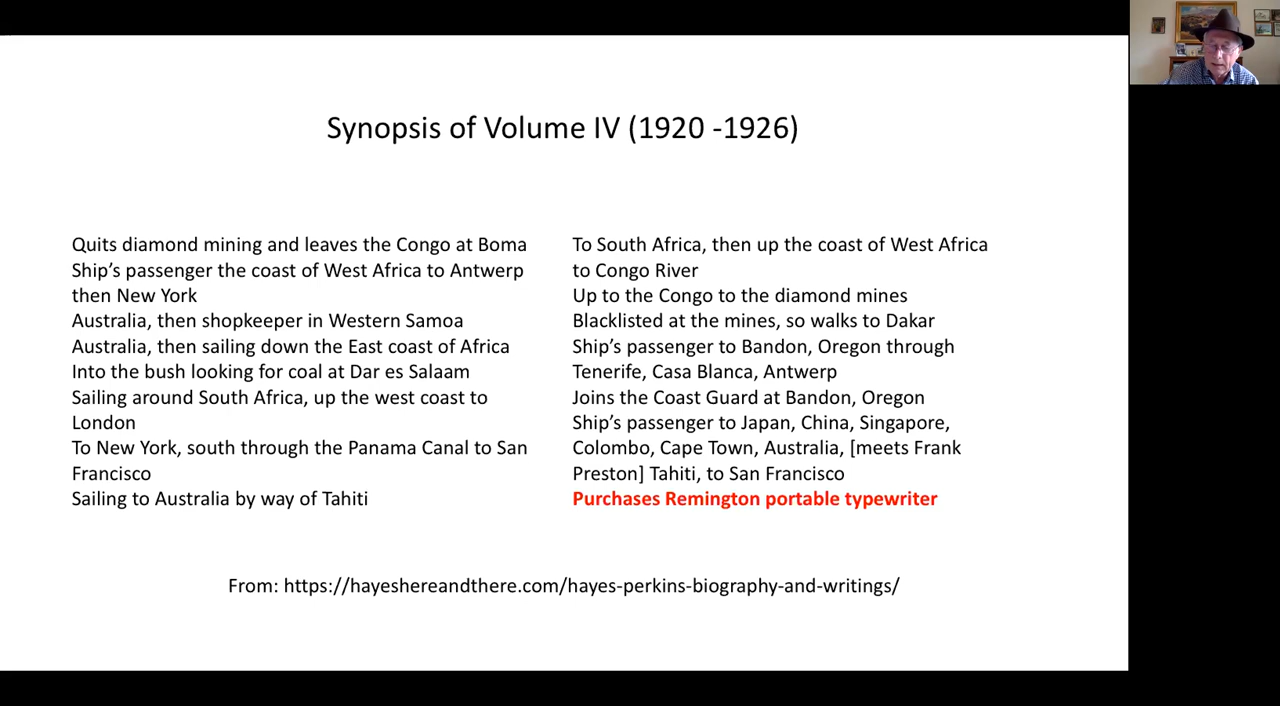 Synopsis of Volume IV (1920 -1926)
Quits diamond mining and leaves the Congo at Boma
Ship’s passenger the coast of West Africa to Antwerp
then New York
Australia, then shopkeeper in Western Samoa
Australia, then sailing down the East coast of Africa
Into the bush looking for coal at Dar es Salaam
Sailing around South Africa, up the west coast to
London
To New York, south through the Panama Canal to San
Francisco
Sailing to Australia by way of Tahiti
To South Africa, then up the coast of West Africa
to Congo River
Up to the Congo to the diamond mines
Blacklisted at the mines, so walks to Dakar
Ship’s passenger to Bandon, Oregon through
Tenerife, Casa Blanca, Antwerp
Joins the Coast Guard at Bandon, Oregon
Ship’s passenger to Japan, China, Singapore,
Colombo, Cape Town, Australia, [meets Frank
Preston] Tahiti, to San Francisco
Purchases Remington portable typewriter
From: https://hayeshereandthere.com/hayes-perkins-biography-and-writings/